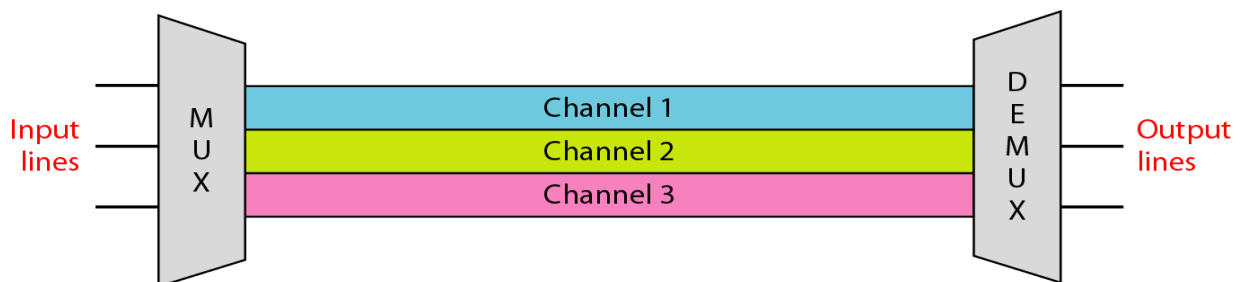 Input
lines
M
U
X
Channel 1
Channel 2
Channel 3
D
E
M
U
X
Output
lines